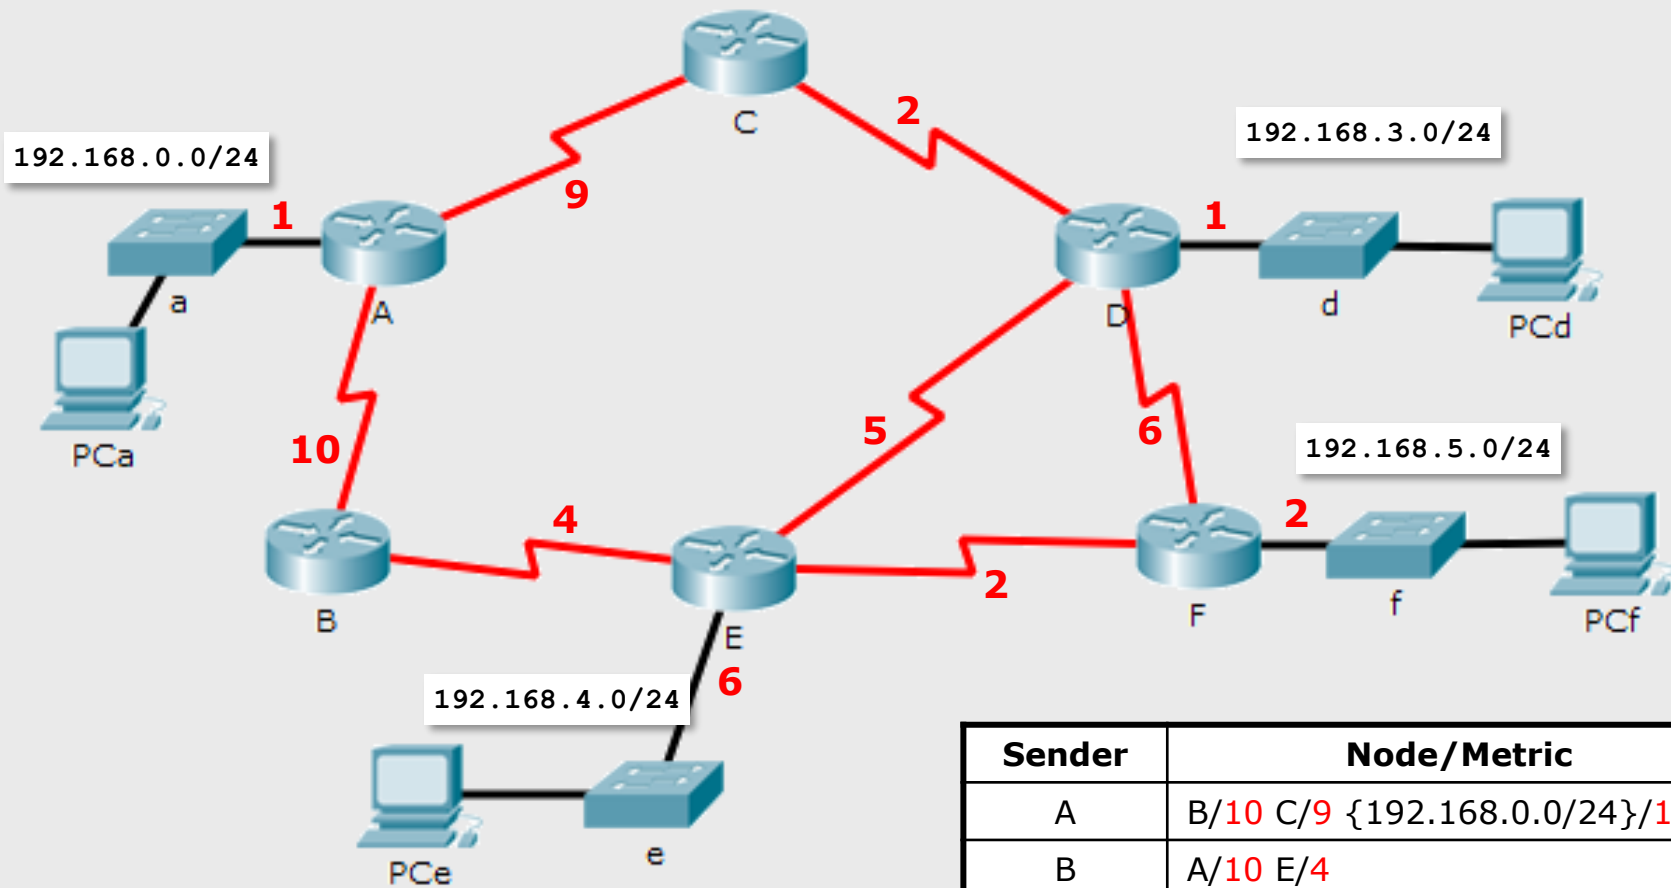 C
2
192.168.3.0/24
192.168.0.0/24
9
1
1
a
A
D
d
PCd
PCa
10
5
6
192.168.5.0/24
4
2
2
B
E
F
f
PCf
192.168.4.0/24
6
e
PCe
Sender Node/Metric
A B/10 C/9 {192.168.0.0/24}/1
B A/10 E/4